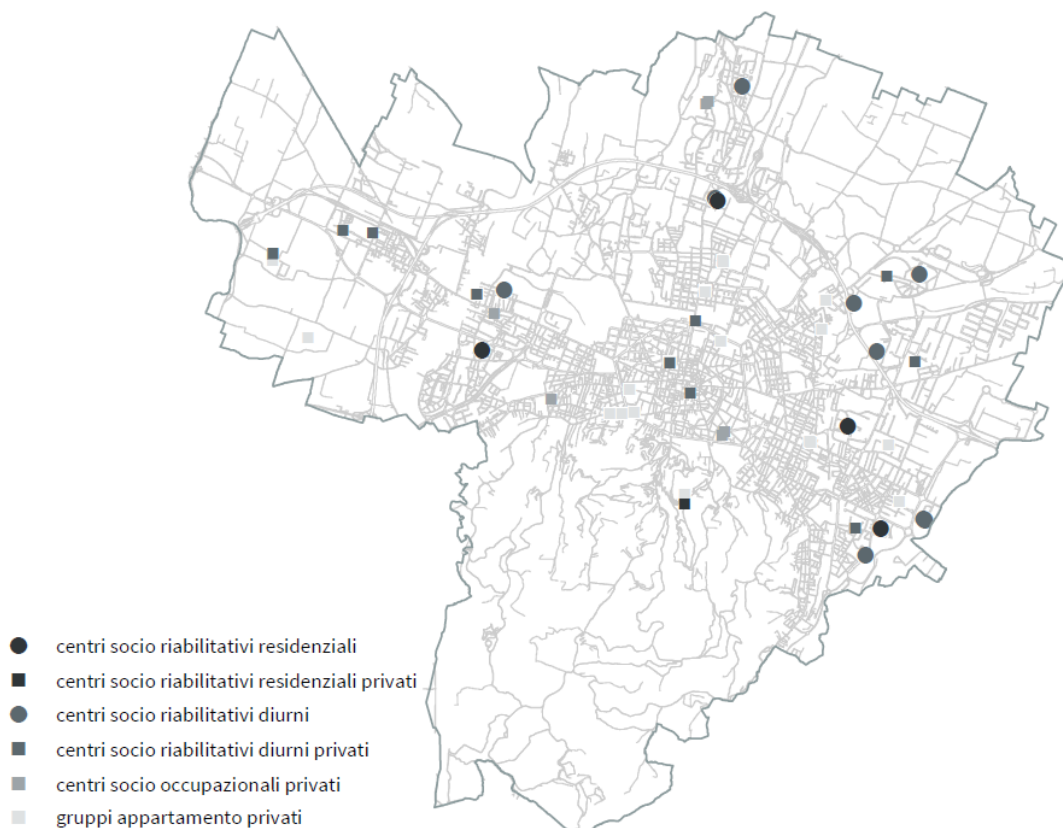 centri socio riabilitativi residenziali
centri socio riabilitativi residenziali privati
centri socio riabilitativi diurni
centri socio riabilitativi diurni privati
centri socio occupazionali privati
gruppi appartamento privati